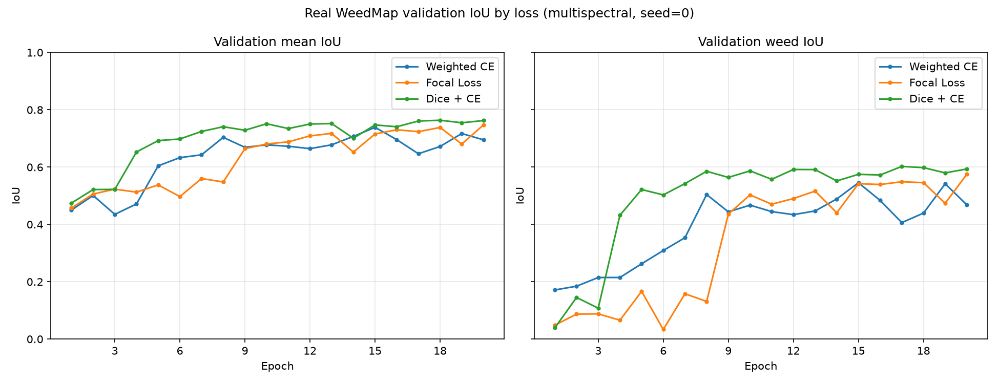 Real WeedMap validation IoU by loss (multispectral, seed=0)
Validation mean IoU
1.0
0.8
0.6
0.4
0.2
0.0
IoU
3 6 9 12 15 18
Epoch
Weighted CE
Focal Loss
Dice + CE
Validation weed IoU
IoU
3 6 9 12 15 18
Epoch
Weighted CE
Focal Loss
Dice + CE